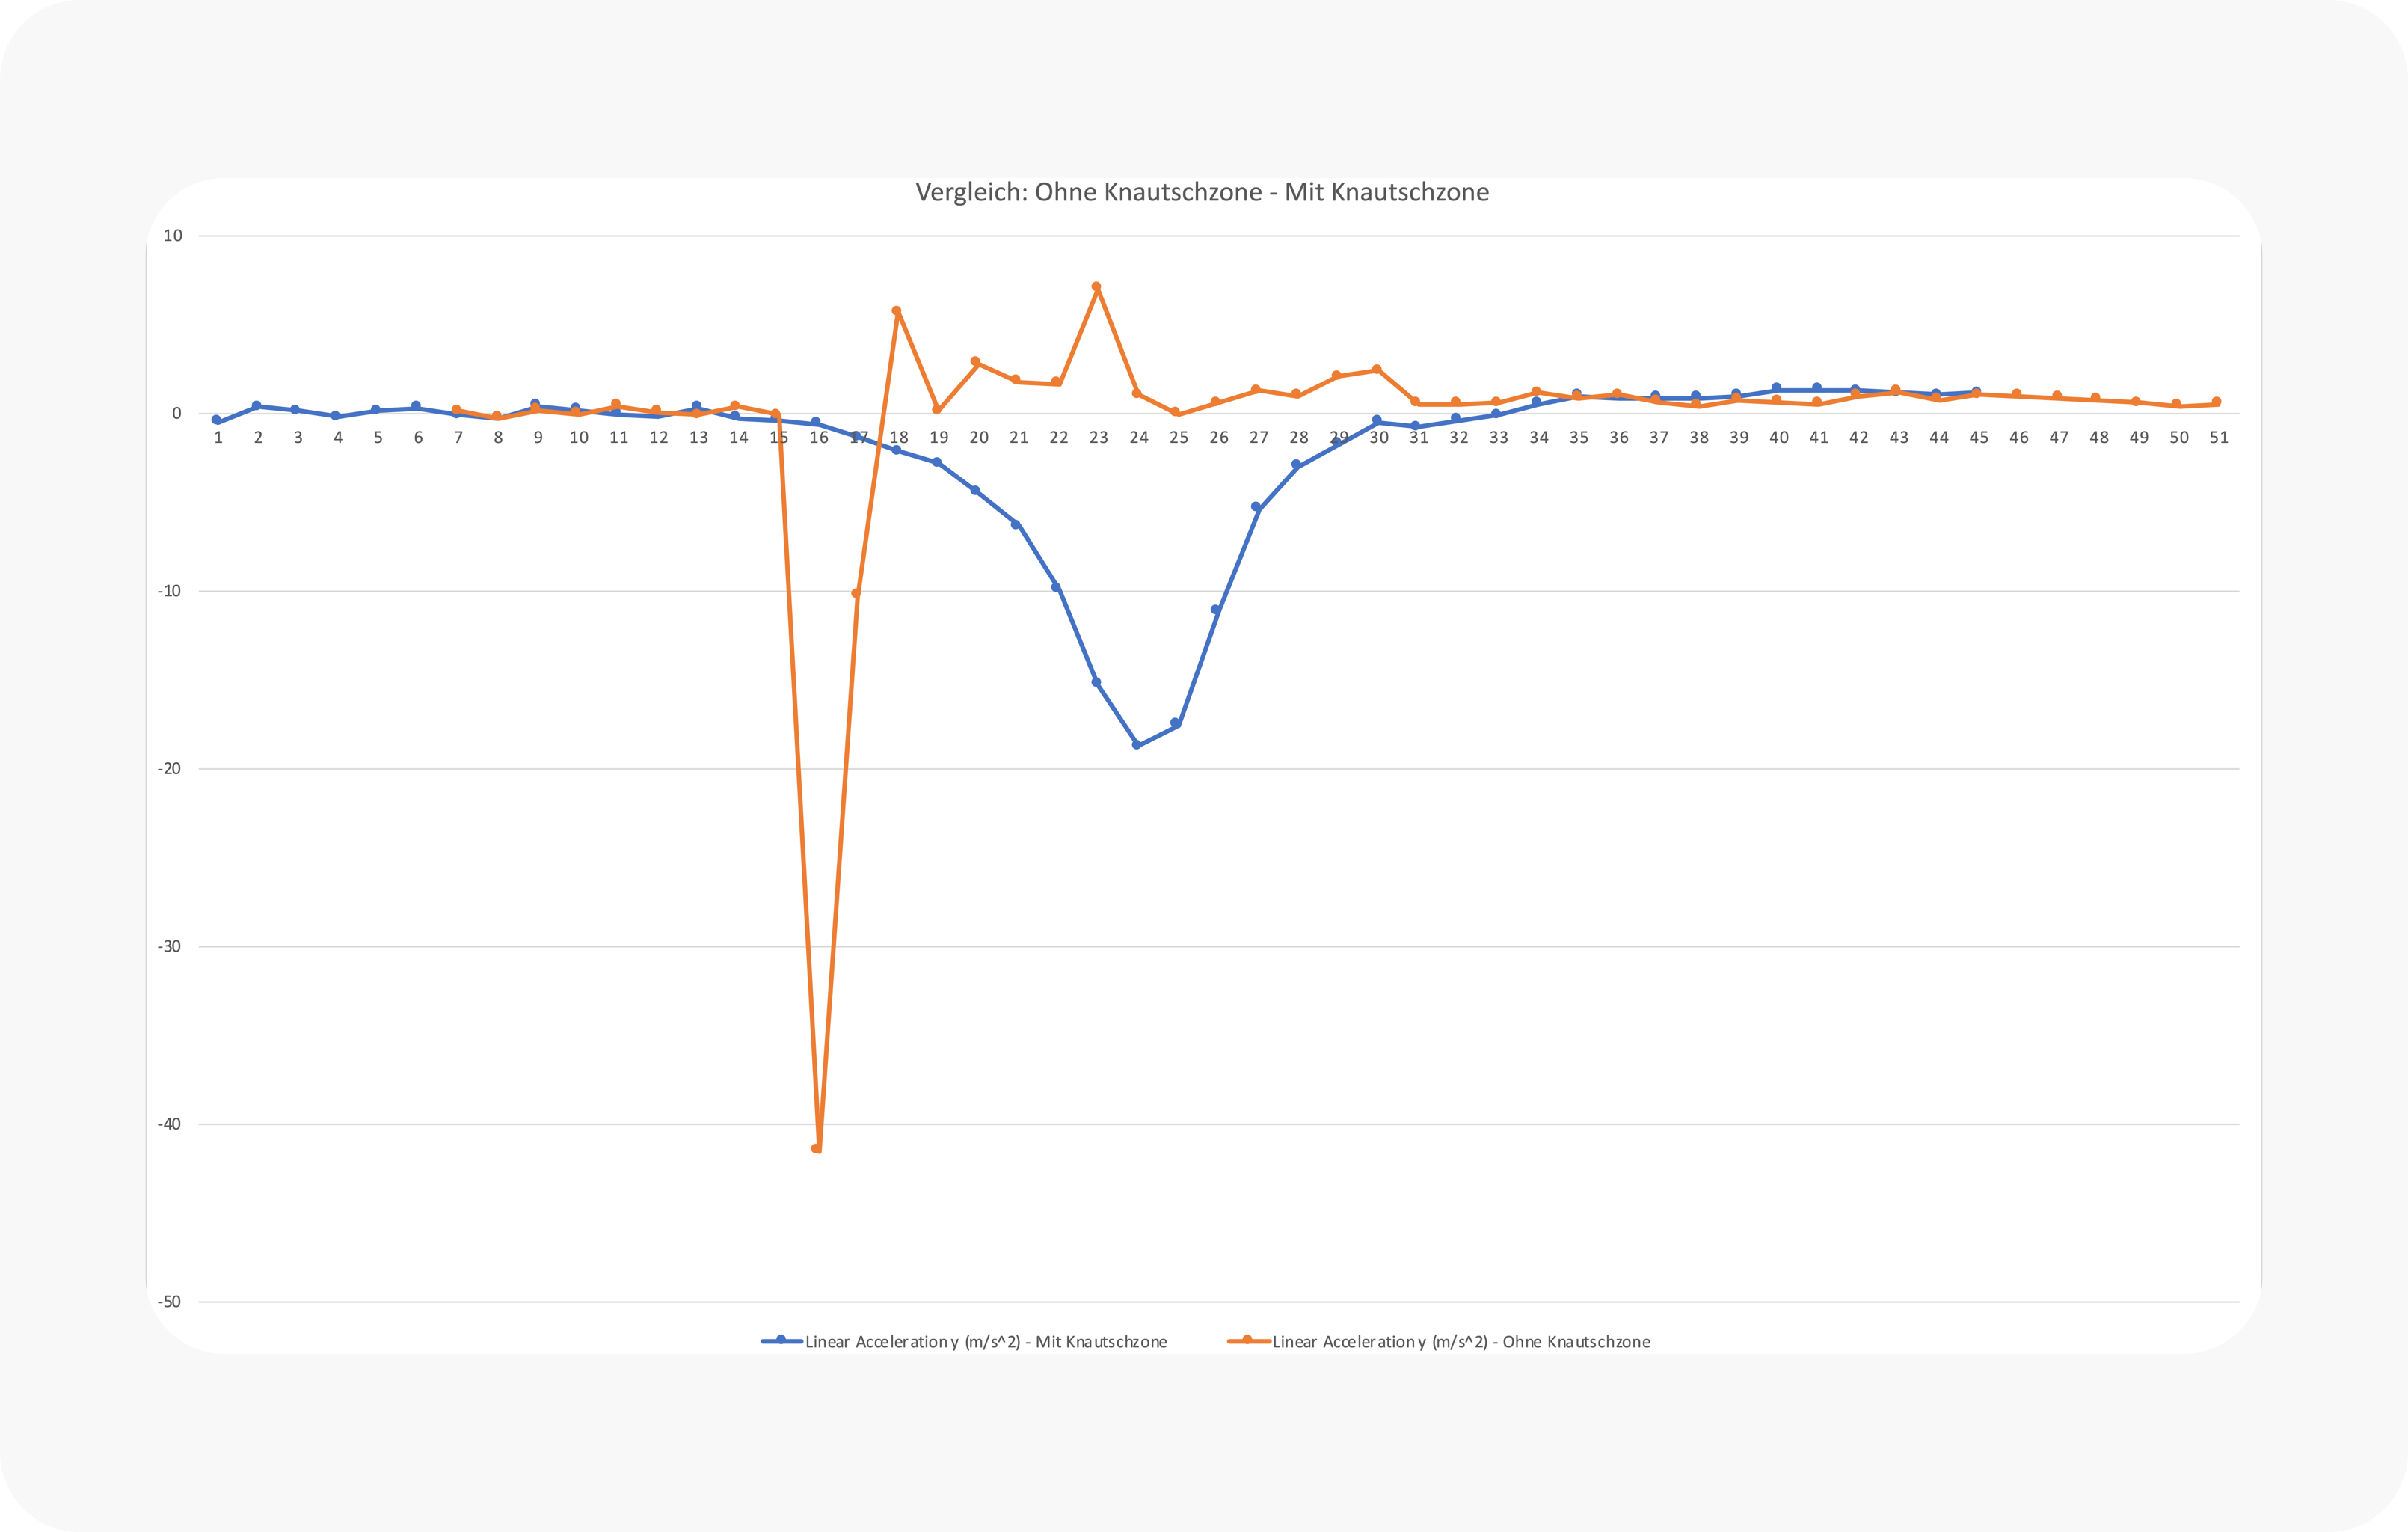 Vergleich: Ohne Knautschzone - Mit Knautschzone
10
0
1 2 3 4 5 6 7 8 9 10 11 12 13 14 15 16 17 18 19 20 21 22 23 24 25 26 27 28 29 30 31 32 33 34 35 36 37 38 39 40 41 42 43 44 45 46 47 48 49 50 51
-10
-20
-30
-40
-50
Linear Acceleration y (m/s^2) - Mit Knautschzone Linear Acceleration y (m/s^2) - Ohne Knautschzone